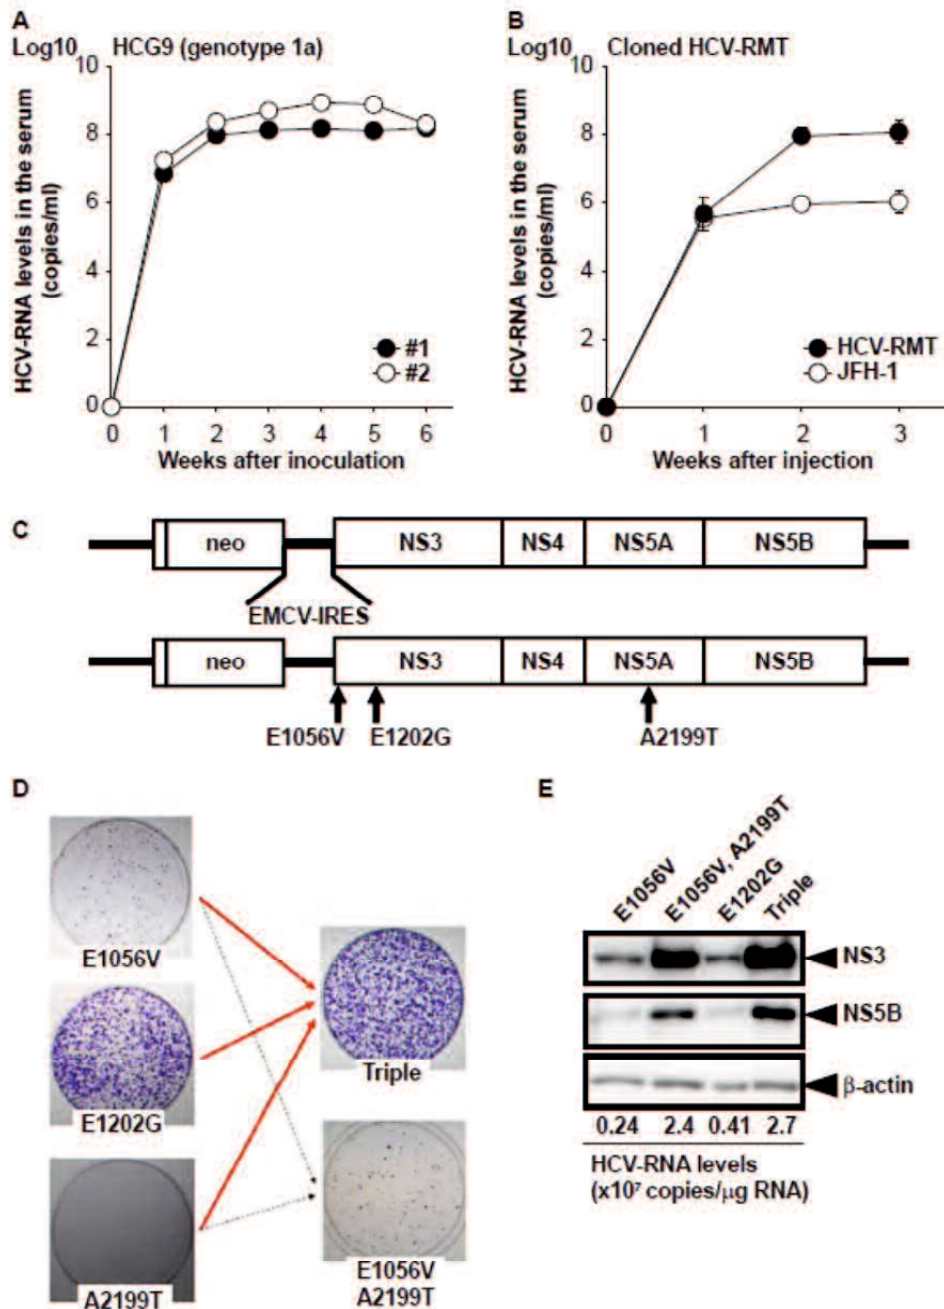 A
Log10 HCG9 (genotype 1a)
HCV-RNA levels in the serum
(copies/ml)
10
8
6
4
2
0
0 1 2 3 4 5 6
Weeks after inoculation
#1
#2
B
Log10 Cloned HCV-RMT
HCV-RNA levels in the serum
(copies/ml)
10
8
6
4
2
0
0 1 2 3
Weeks after injection
HCV-RMT
JFH-1
C
neo NS3 NS4 NS5A NS5B
EMCV-IRES
neo NS3 NS4 NS5A NS5B
E1056V E1202G A2199T
D
E1056V
E1202G
A2199T
Triple
E1056V
A2199T
E
E1056V
E1056V, A2199T
E1202G
Triple
NS3
NS5B
β-actin
0.24 2.4 0.41 2.7
HCV-RNA levels
(x10⁷ copies/µg RNA)